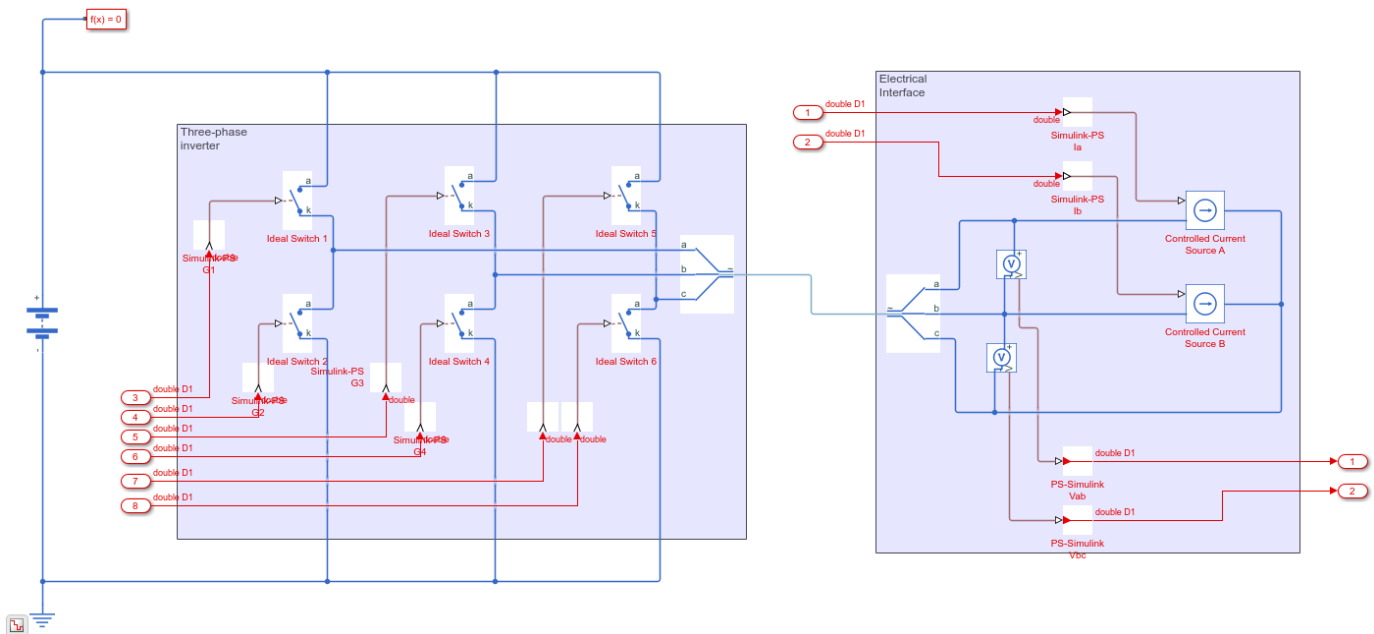 f(x) = 0
Electrical
Interface
1
double D1
double
Simulink-PS
Ia
2
double D1
double
Simulink-PS
Ib
Three-phase
inverter
a
k
Ideal Switch 1
a
k
Ideal Switch 3
a
k
Ideal Switch 5
+
→
Controlled Current
Source A
Simulink-PS
G1
a
b
c
~
V
+
~
a
b
c
→
Controlled Current
Source B
+
-
a
k
Ideal Switch 2
a
k
Ideal Switch 4
a
k
Ideal Switch 6
V
+
Simulink-PS
G3
double
Simulink-PS
G2
Simulink-PS
G4
double
double
3
double D1
4
double D1
5
double D1
6
double D1
7
double D1
8
double D1
double D1
1
PS-Simulink
Vab
double D1
2
PS-Simulink
Vbc